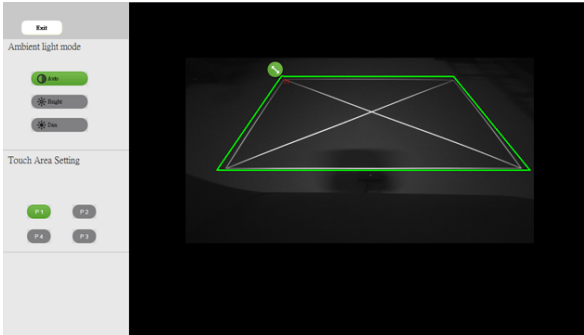 Exit
Ambient light mode
Auto
Bright
Dim
Touch Area Setting
P 1
P 2
P 4
P 3